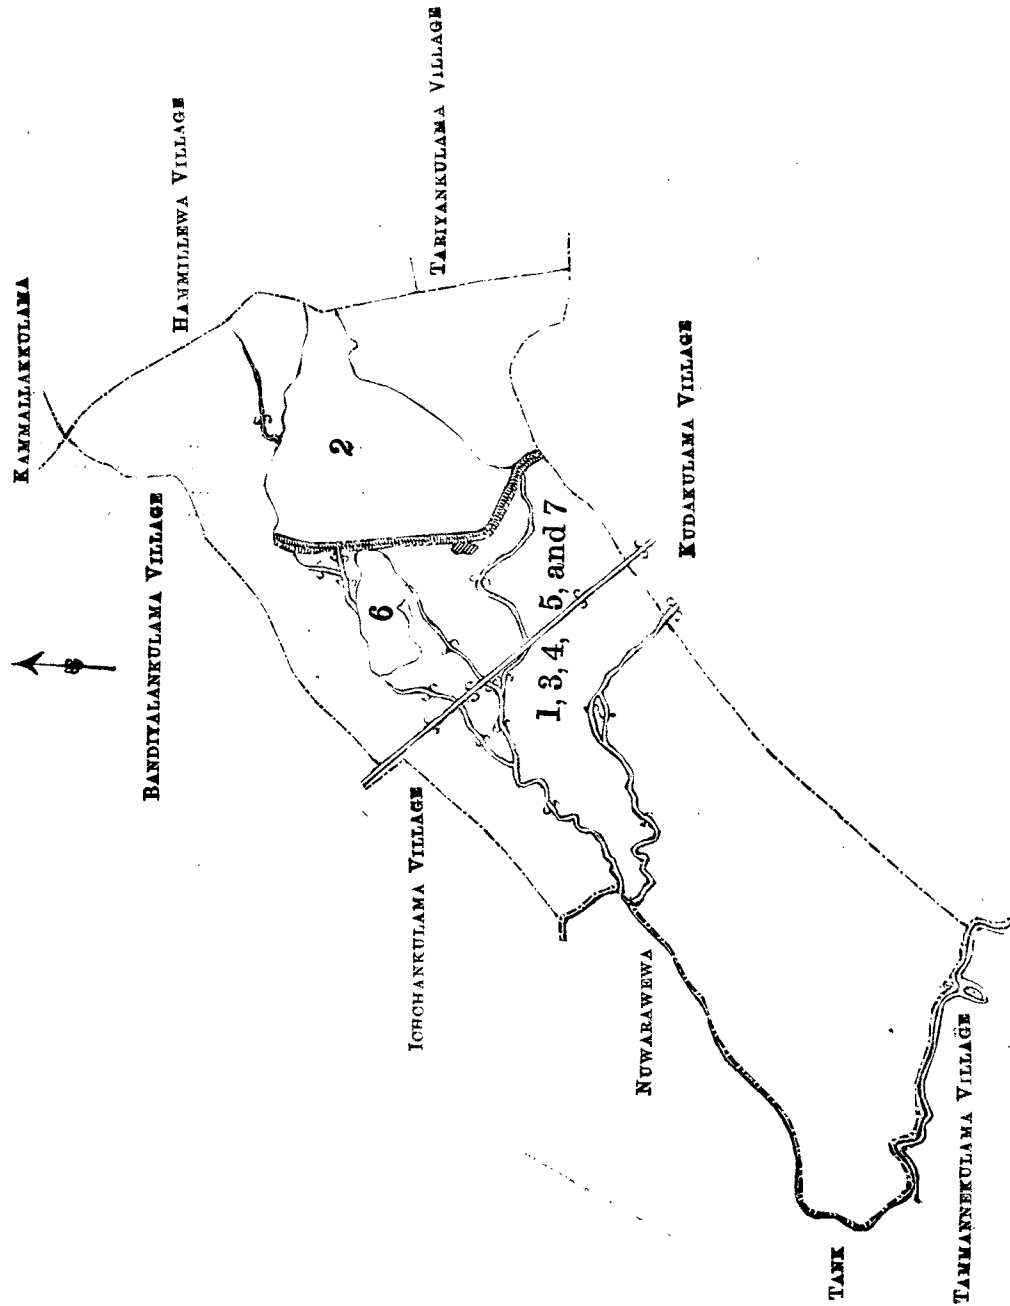 KAMMALLAKKULAMA
HAMMILLEWA VILLAGE
TARIYANKULAMA VILLAGE
BANDIYALANKULAMA VILLAGE
2
6
1, 3, 4, 5, and 7
KUDAKULAMA VILLAGE
ICHCHANKULAMA VILLAGE
NUWARAWEWA
TANK
TAMMANNEKULAMA VILLAGE